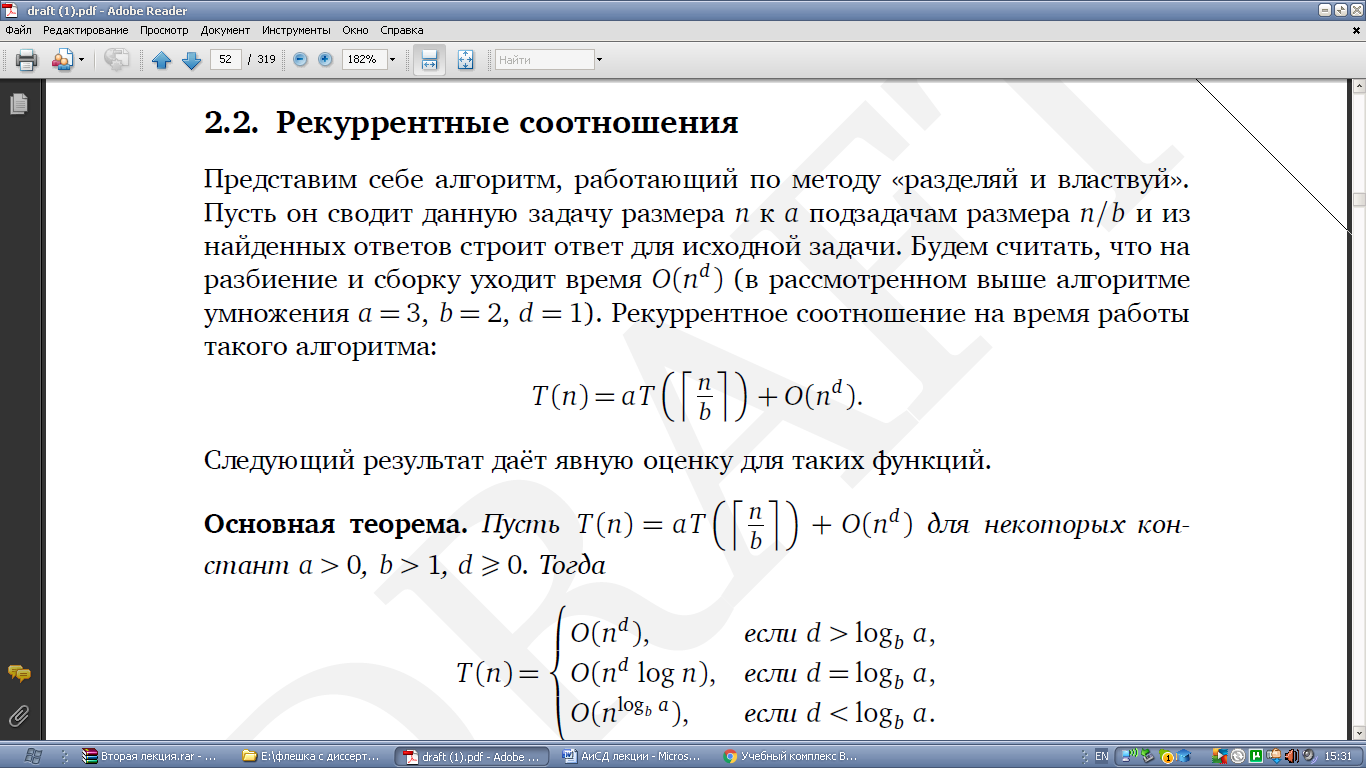 draft (1).pdf - Adobe Reader
Файл Редактирование Просмотр Документ Инструменты Окно Справка
52 / 319 182% Найти
2.2. Рекуррентные соотношения
Представим себе алгоритм, работающий по методу «разделяй и властвуй».
Пусть он сводит данную задачу размера n к a подзадачам размера n/b и из
найденных ответов строит ответ для исходной задачи. Будем считать, что на
разбиение и сборку уходит время O(n^d) (в рассмотренном выше алгоритме
умножения a = 3, b = 2, d = 1). Рекуррентное соотношение на время работы
такого алгоритма:
T(n) = aT(⌈n/b⌉) + O(n^d).
Следующий результат даёт явную оценку для таких функций.
Основная теорема. Пусть T(n) = aT(⌈n/b⌉) + O(n^d) для некоторых кон-
стант a > 0, b > 1, d ⩾ 0. Тогда
O(n^d), если d > log_b a,
T(n) = { O(n^d log n), если d = log_b a,
O(n^{log_b a}), если d < log_b a.
DRAFT
Вторая лекция.rar - ... E:\флешка с диссерт... draft (1).pdf - Adobe ... АиСД лекции - Micros... Учебный комплекс В... EN 15:31